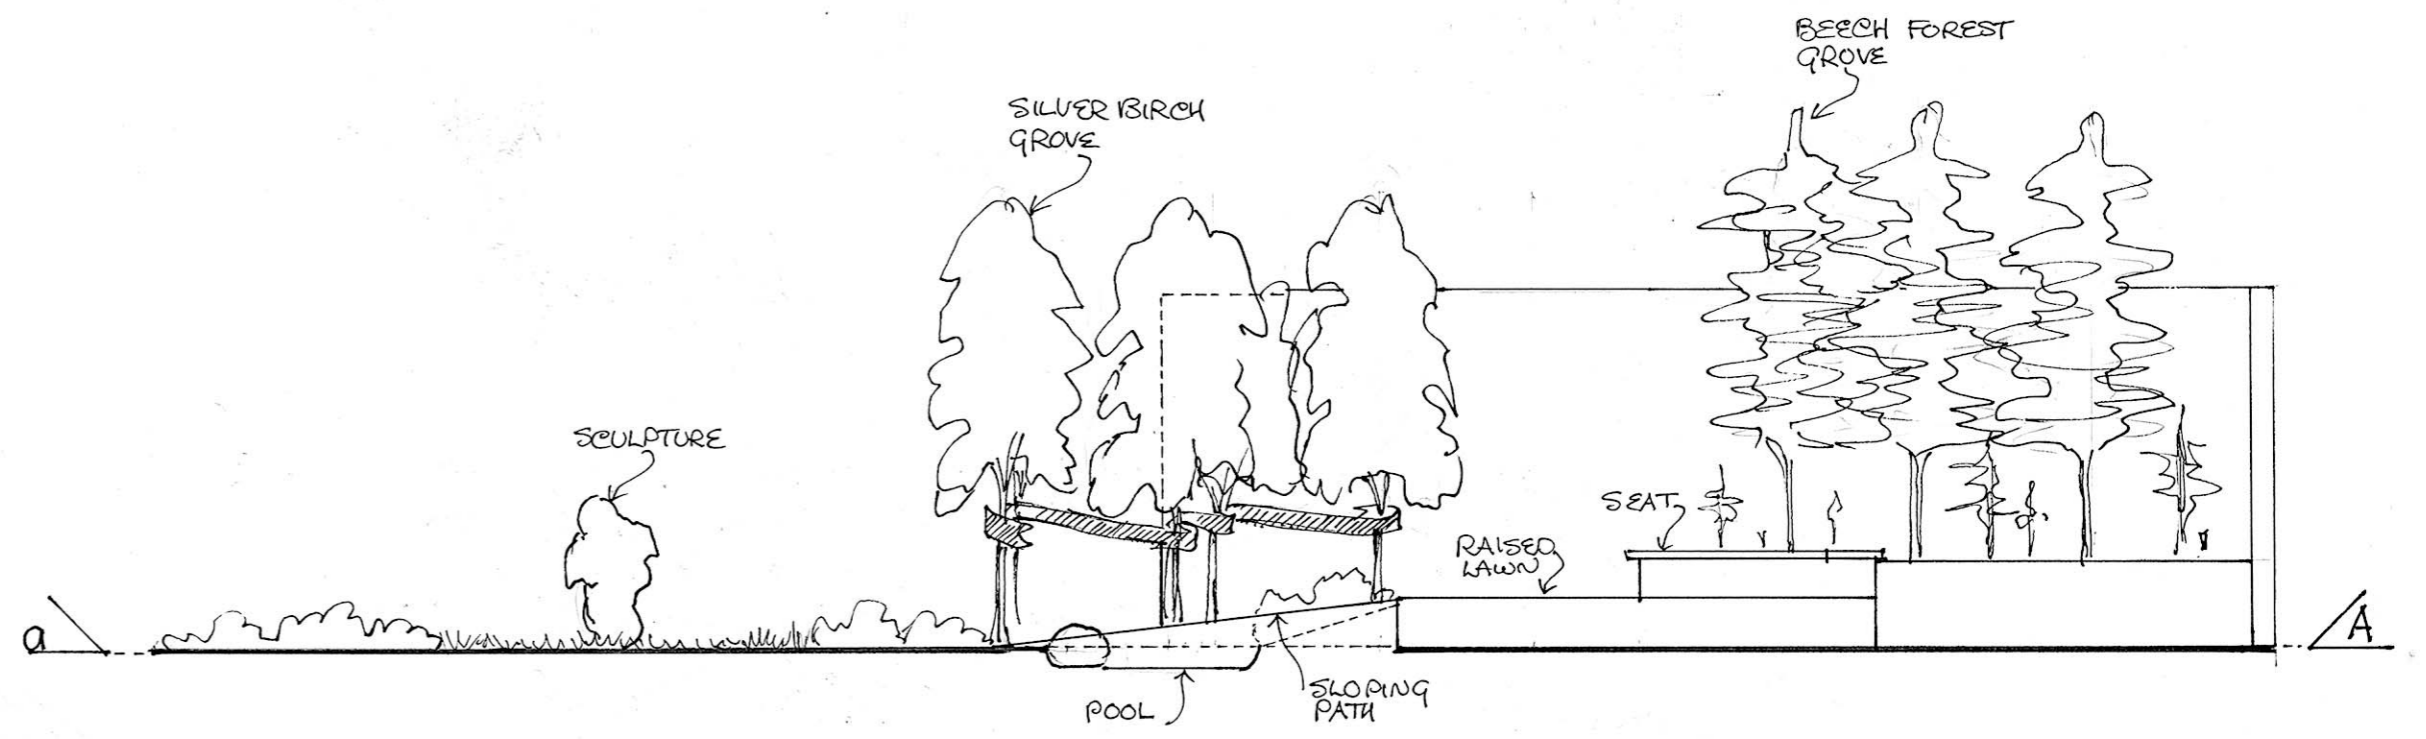 BEECH FOREST
GROVE
SILVER BIRCH
GROVE
SCULPTURE
SEAT
RAISED
LAWN
a
A
POOL
SLOPING
PATH